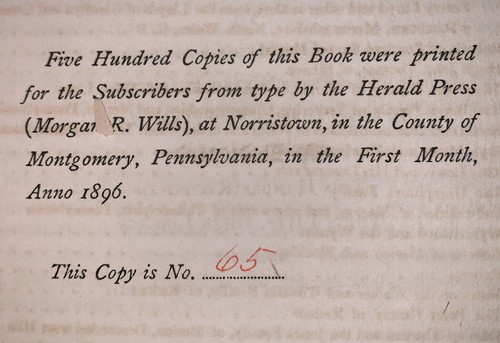 Five Hundred Copies of this Book were printed
for the Subscribers from type by the Herald Press
(Morgan R. Wills), at Norristown, in the County of
Montgomery, Pennsylvania, in the First Month,
Anno 1896.
This Copy is No. 65